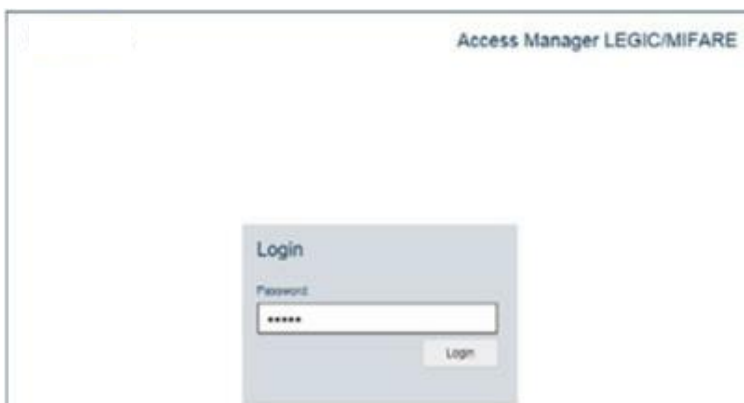 Access Manager LEGIC/MIFARE
Login
Password
•••••
Login